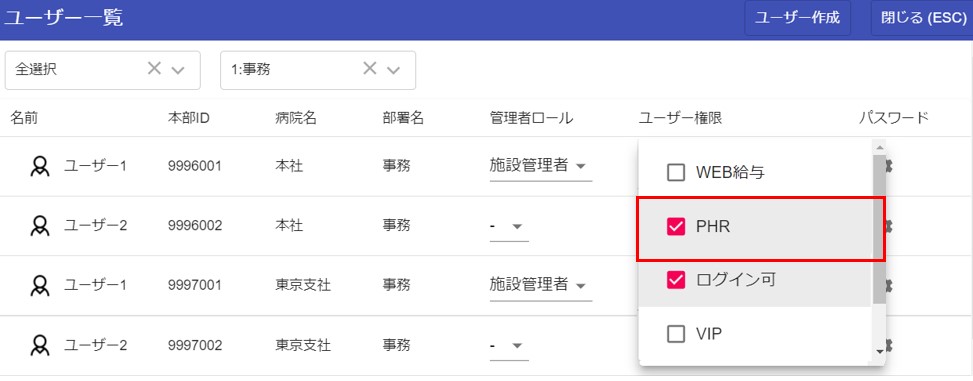 ユーザー一覧 ユーザー作成 閉じる (ESC)
全選択 1:事務
名前 本部ID 病院名 部署名 管理者ロール ユーザー権限 パスワード
ユーザー1 9996001 本社 事務 施設管理者 WEB給与
ユーザー2 9996002 本社 事務 - PHR
ユーザー1 9997001 東京支社 事務 施設管理者 ログイン可
ユーザー2 9997002 東京支社 事務 - VIP